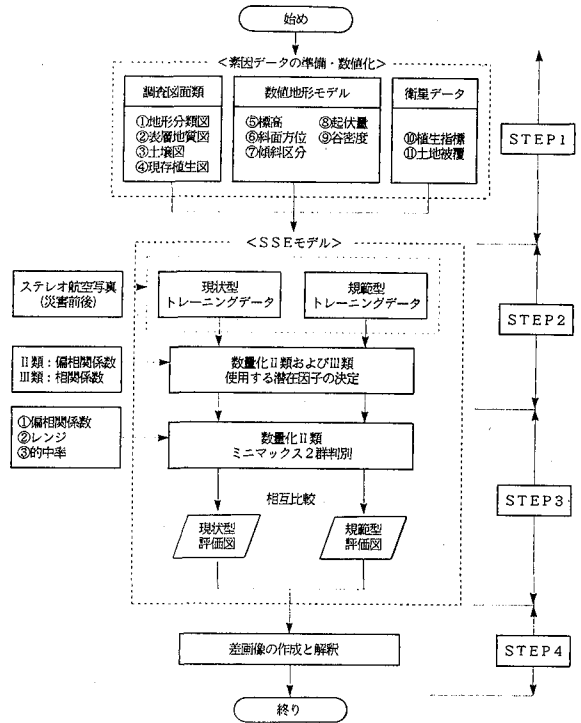 始め
<素因データの準備・数値化>
調査図面類
①地形分類図
②表層地質図
③土壌図
④現存植生図
数値地形モデル
⑤標高 ⑧起伏量
⑥斜面方位 ⑨谷密度
⑦傾斜区分
衛星データ
⑩植生指標
⑪土地被覆
STEP1
<SSEモデル>
ステレオ航空写真
(災害前後)
現状型
トレーニングデータ
規範型
トレーニングデータ
STEP2
Ⅱ類:偏相関係数
Ⅲ類:相関係数
数量化Ⅱ類およびⅢ類
使用する潜在因子の決定
①偏相関係数
②レンジ
③的中率
数量化Ⅱ類
ミニマックス2群判別
STEP3
相互比較
現状型
評価図
規範型
評価図
差画像の作成と解釈
STEP4
終り